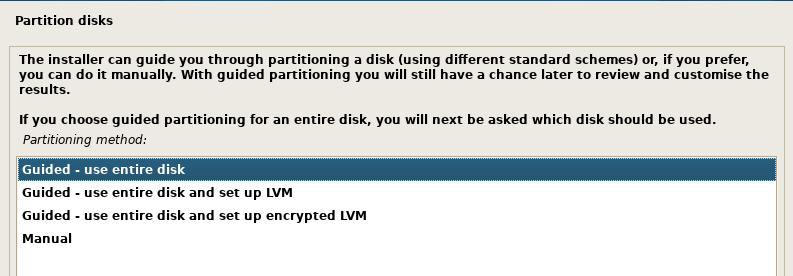 Partition disks
The installer can guide you through partitioning a disk (using different standard schemes) or, if you prefer,
you can do it manually. With guided partitioning you will still have a chance later to review and customise the
results.
If you choose guided partitioning for an entire disk, you will next be asked which disk should be used.
Partitioning method:
Guided - use entire disk
Guided - use entire disk and set up LVM
Guided - use entire disk and set up encrypted LVM
Manual